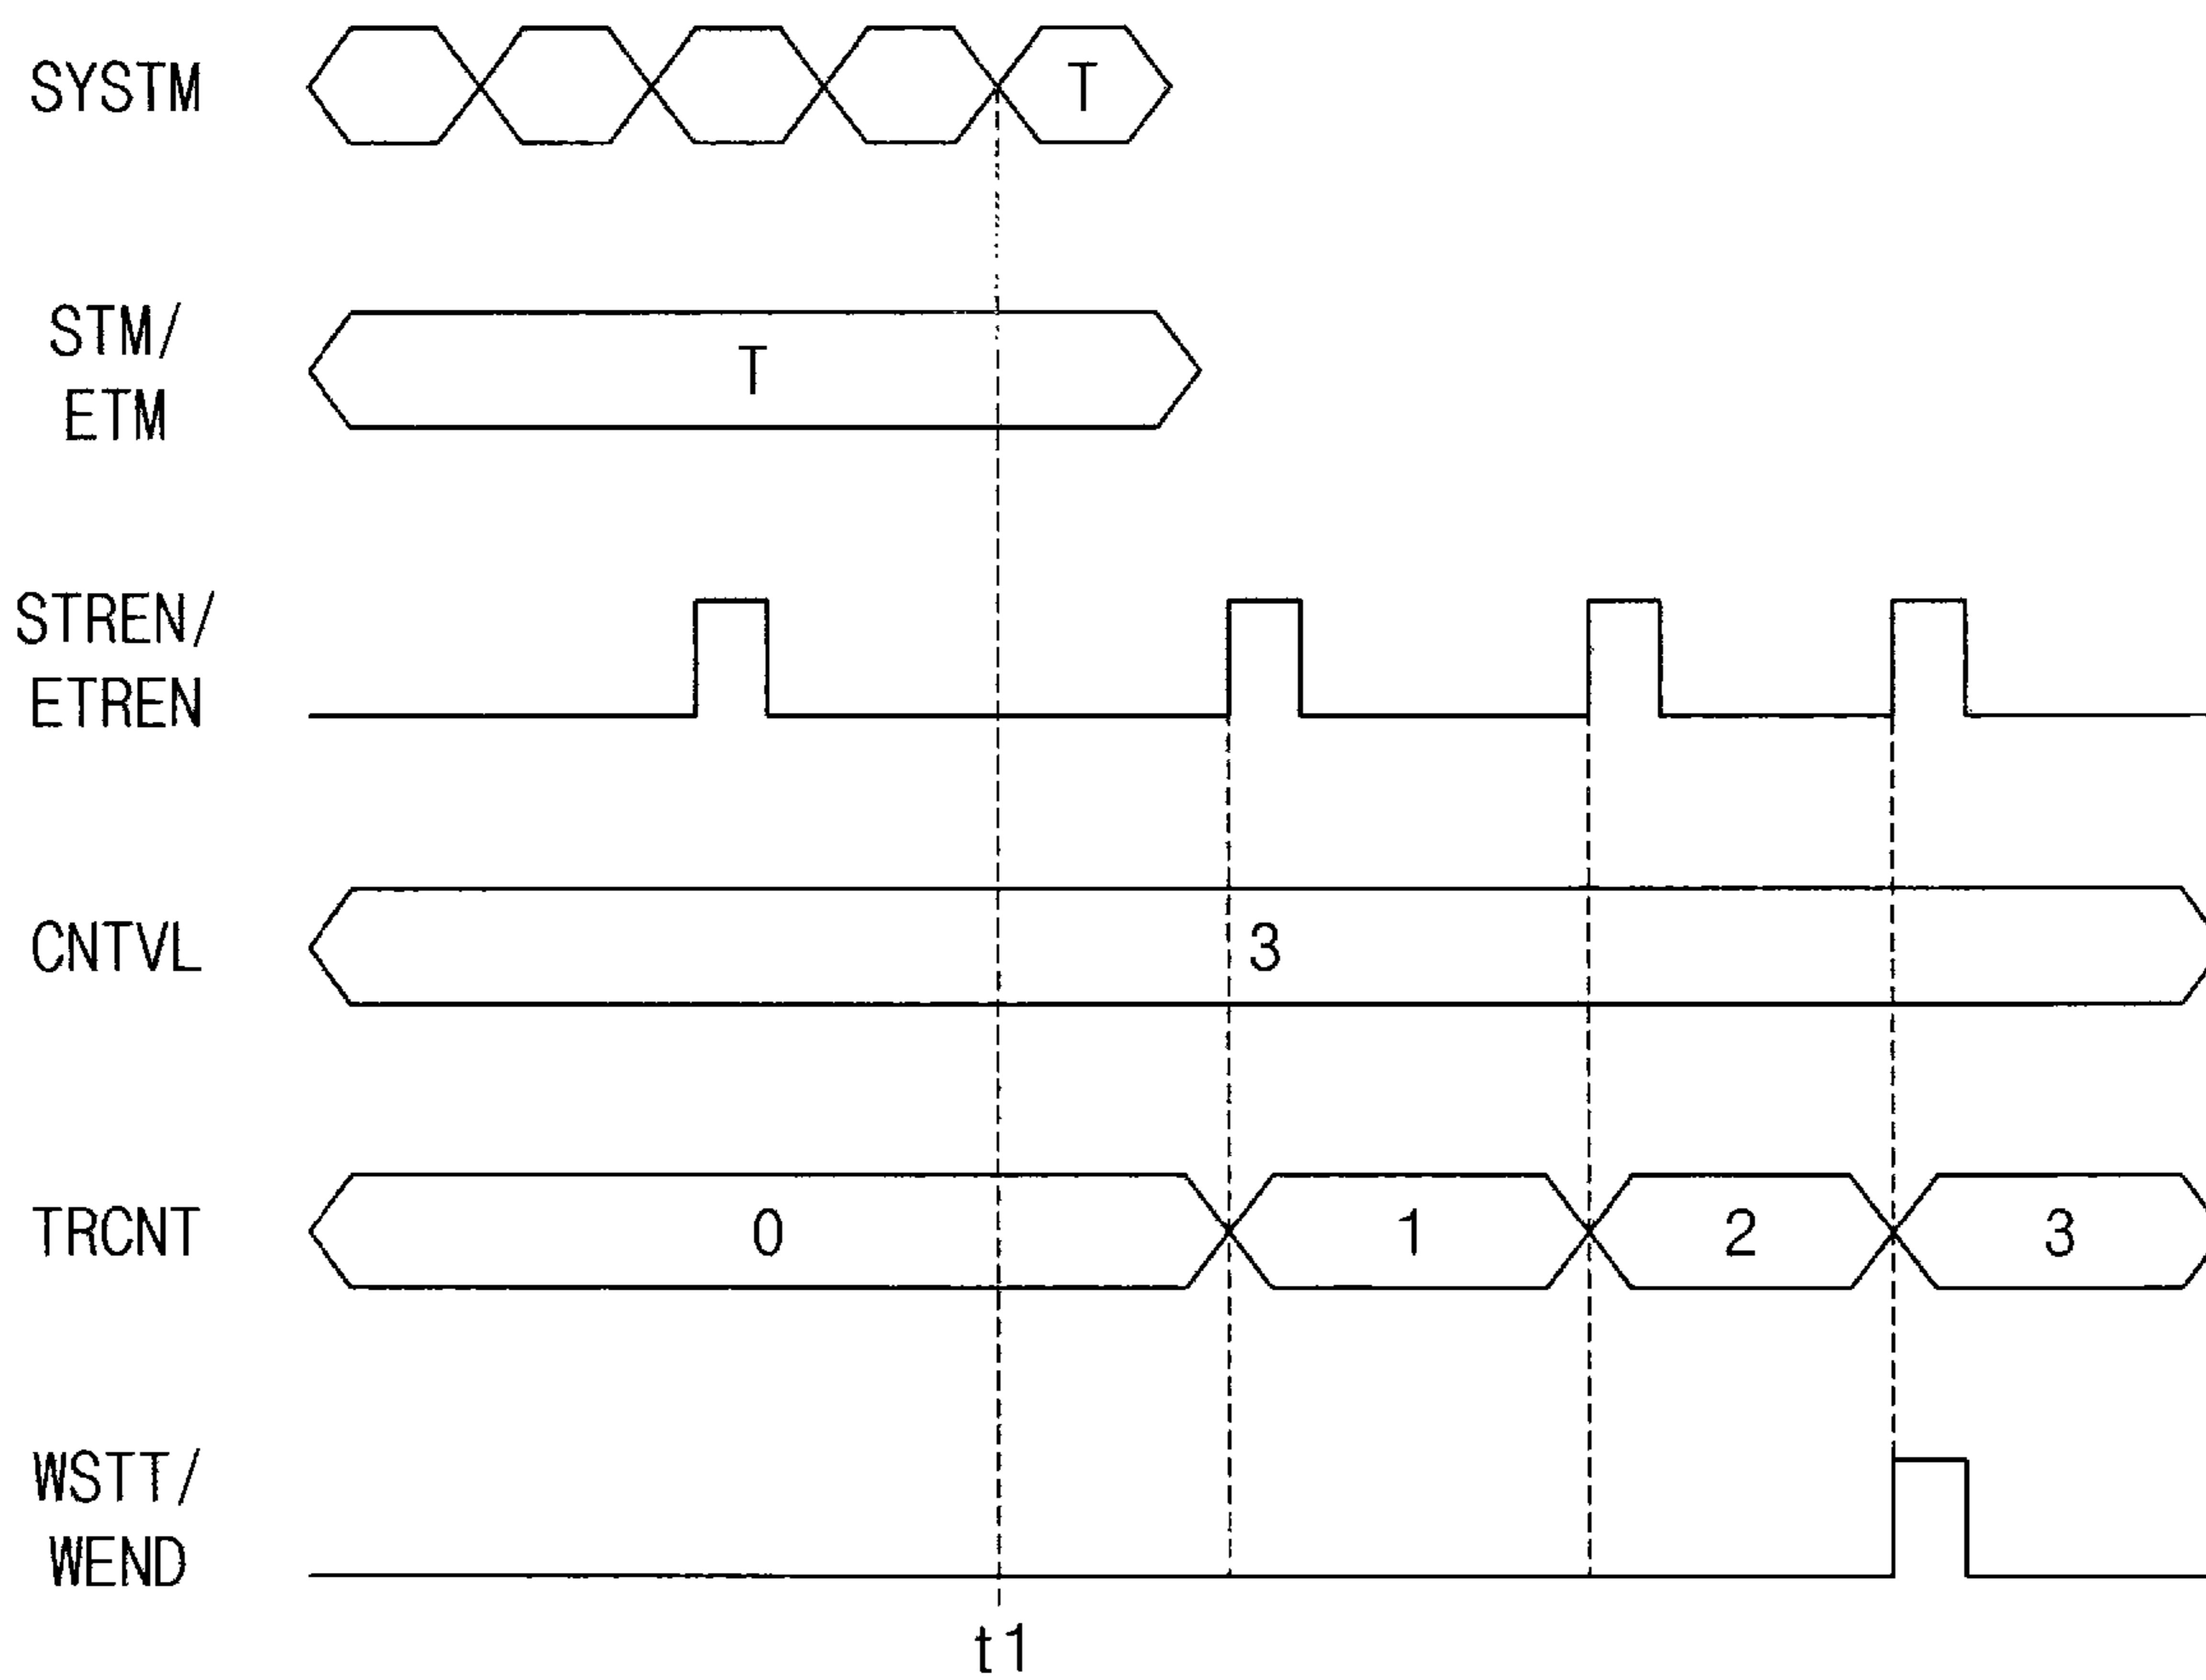 SYSTM
T
STM/
ETM
T
STREN/
ETREN
CNTVL
3
TRCNT
0 1 2 3
WSTT/
WEND
t1